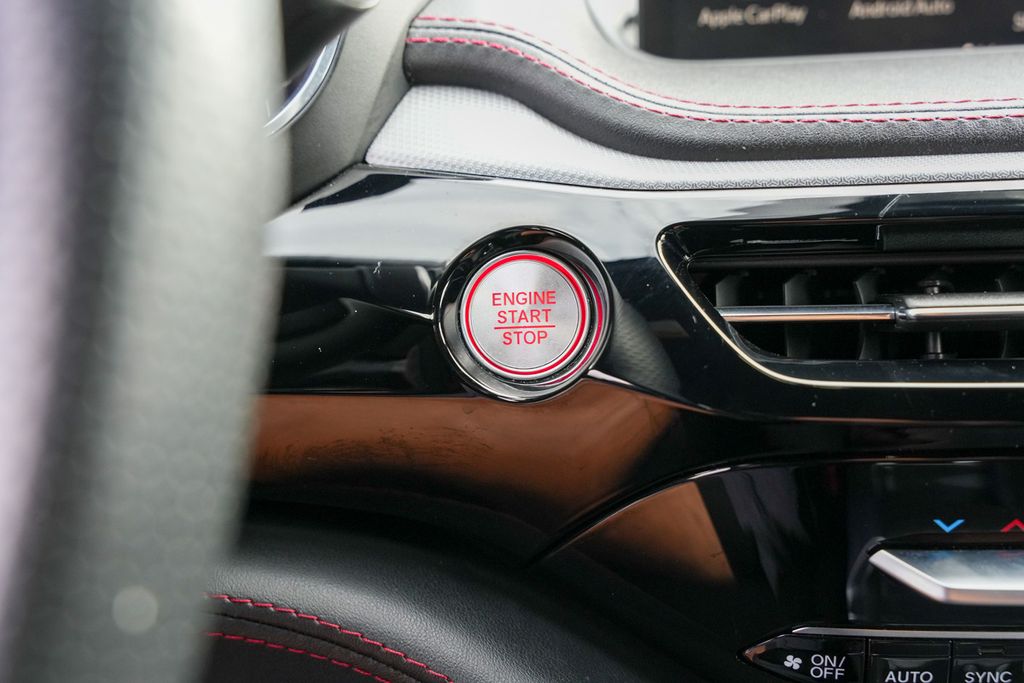 Apple CarPlay
Android Auto
ENGINE
START
STOP
ON/
OFF
AUTO
SYNC